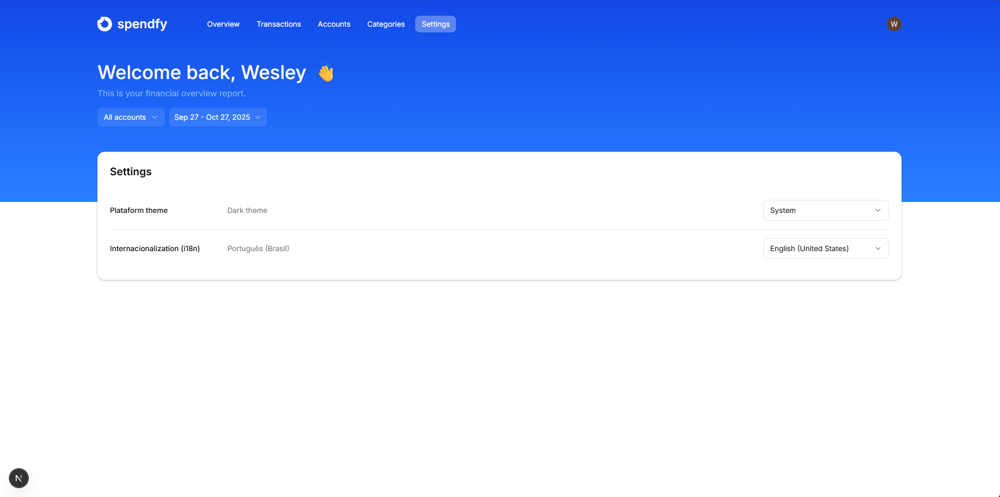 spendfy Overview Transactions Accounts Categories Settings W
Welcome back, Wesley 👋
This is your financial overview report.
All accounts Sep 27 - Oct 27, 2025
Settings
Plataform theme Dark theme System
Internacionalization (i18n) Português (Brasil) English (United States)
N